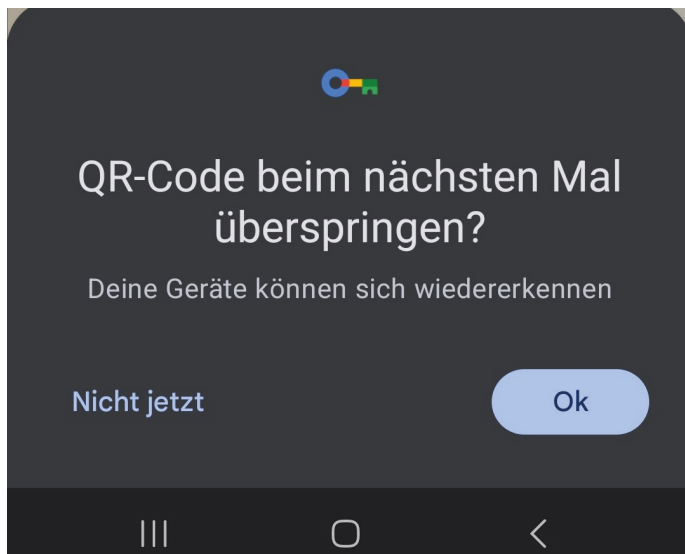 QR-Code beim nächsten Mal
überspringen?
Deine Geräte können sich wiedererkennen
Nicht jetzt
Ok